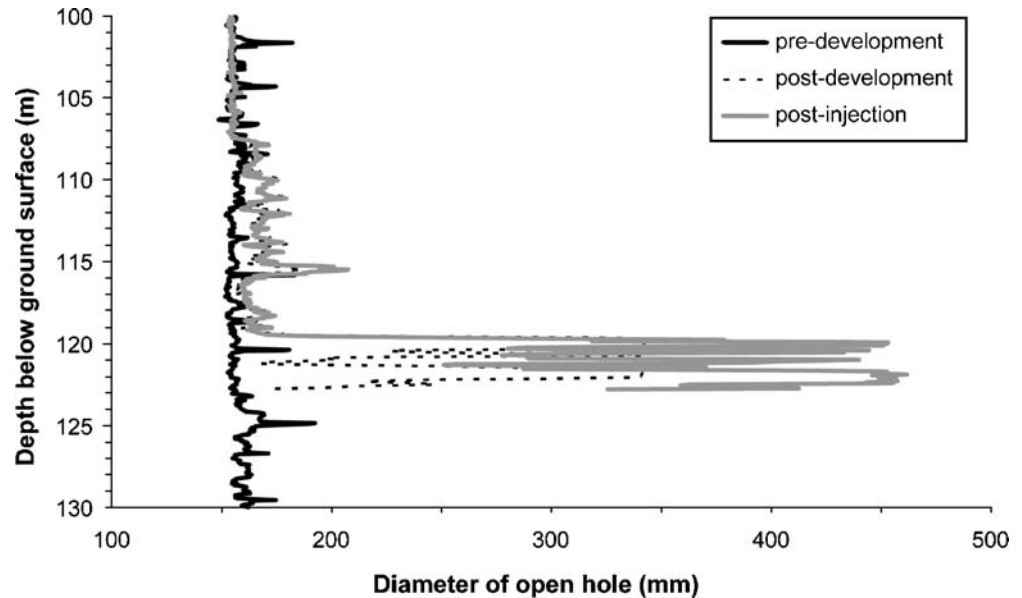 100
105
110
115
120
125
130
Depth below ground surface (m)
pre-development
post-development
post-injection
100
200
300
400
500
Diameter of open hole (mm)